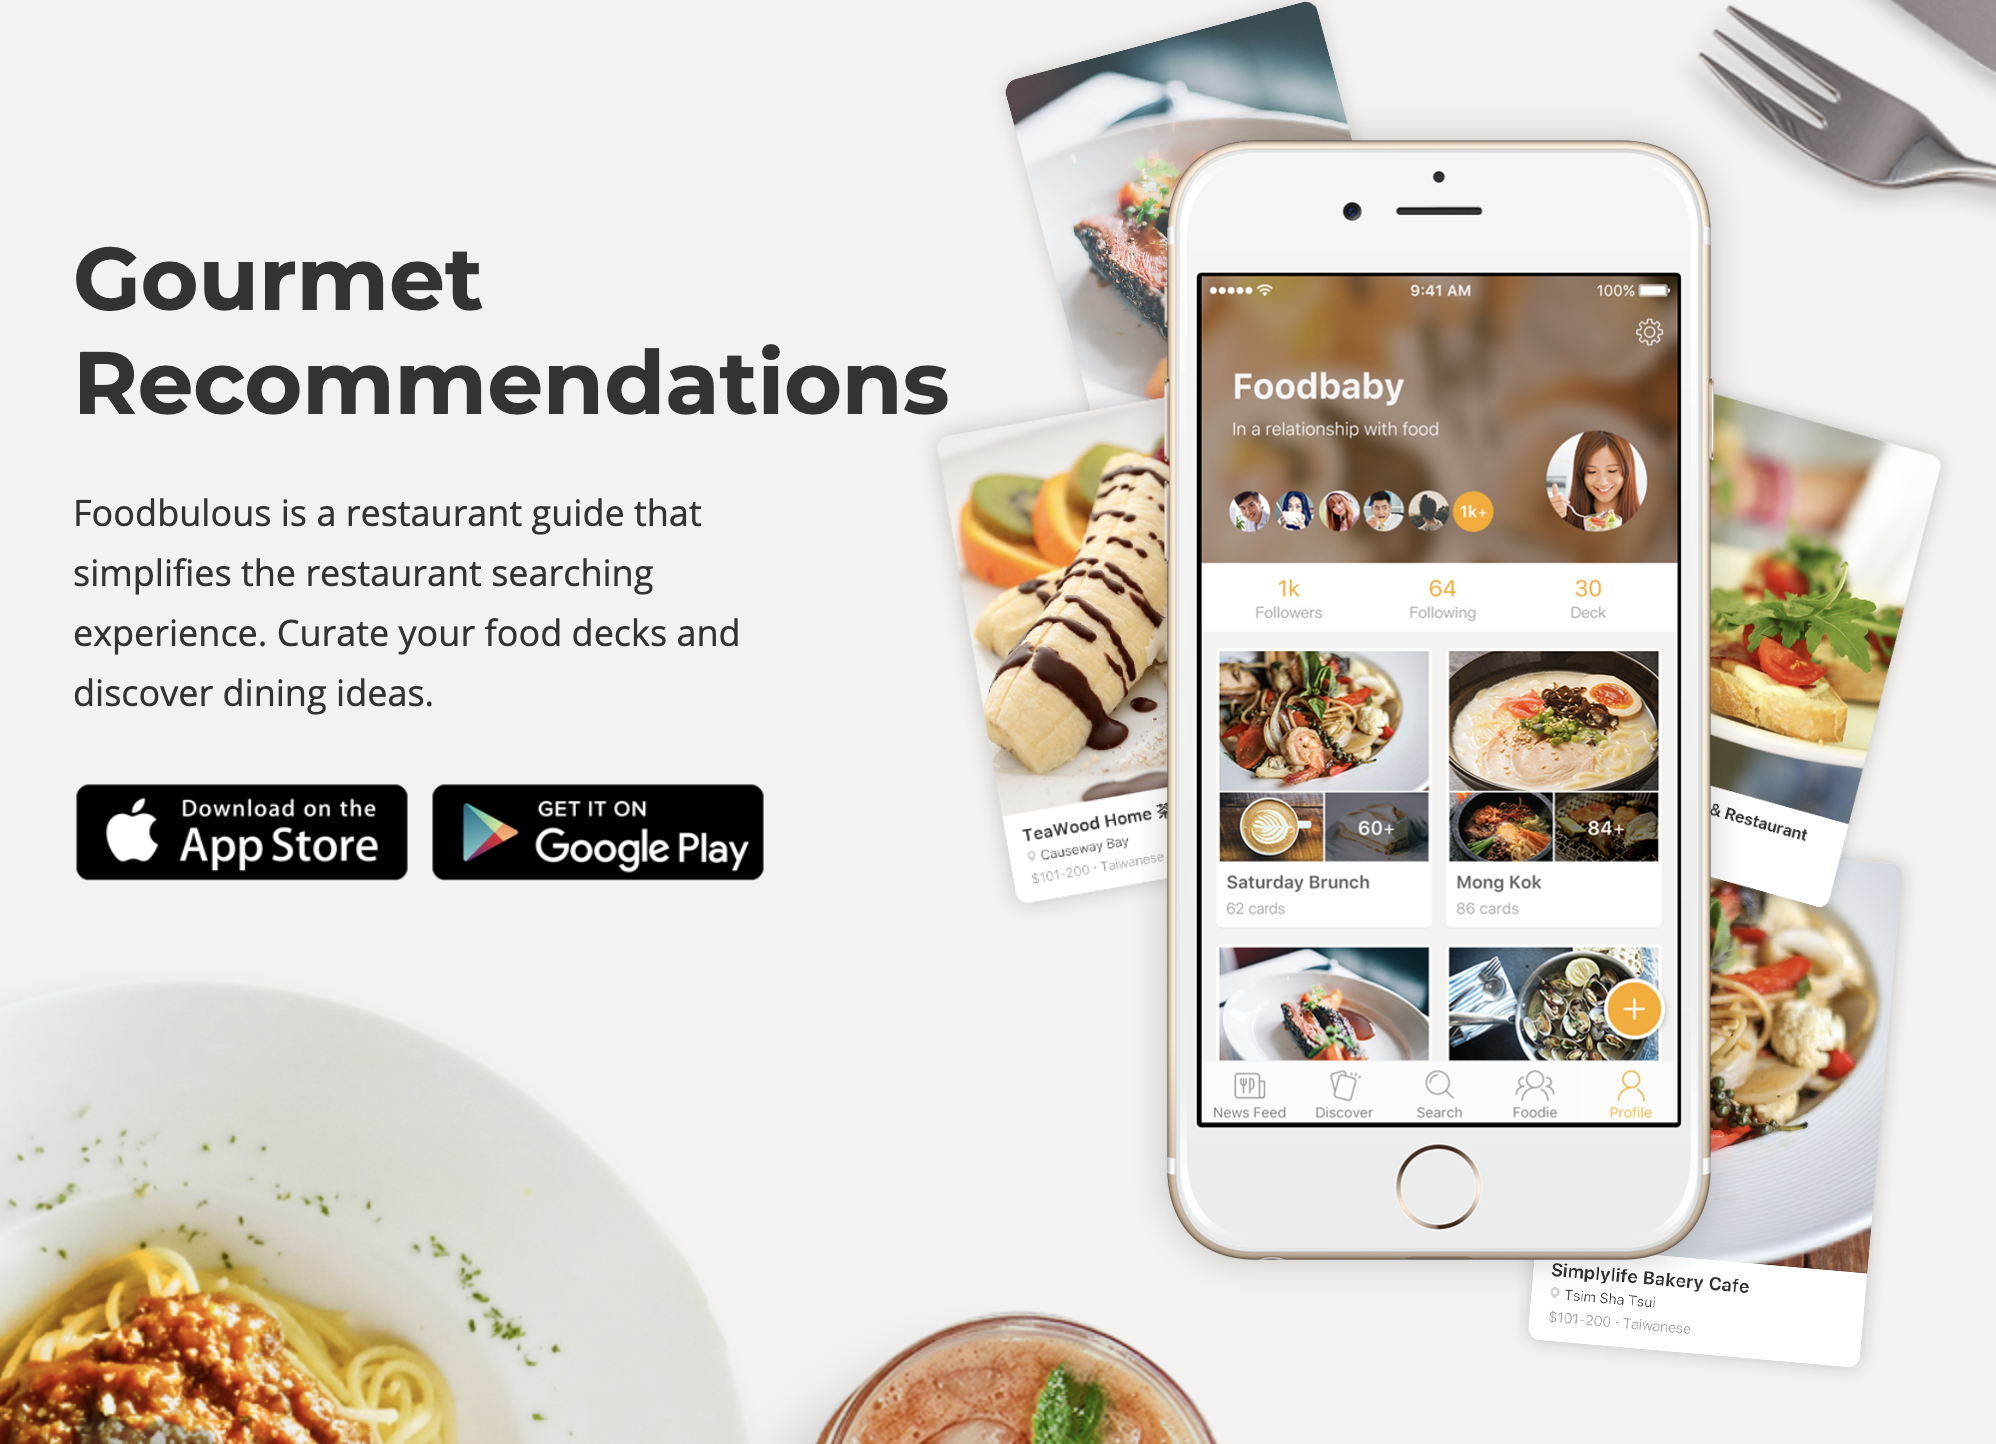 Gourmet
Recommendations
Foodbulous is a restaurant guide that
simplifies the restaurant searching
experience. Curate your food decks and
discover dining ideas.
Download on the
App Store
GET IT ON
Google Play
9:41 AM
100%
Foodbaby
In a relationship with food
1k+
1k
Followers
64
Following
30
Deck
60+
Saturday Brunch
62 cards
84+
Mong Kok
86 cards
News Feed
Discover
Search
Foodie
Profile
TeaWood Home 茶
Causeway Bay
$101-200 · Taiwanese
& Restaurant
Simplylife Bakery Cafe
Tsim Sha Tsui
$101-200 · Taiwanese